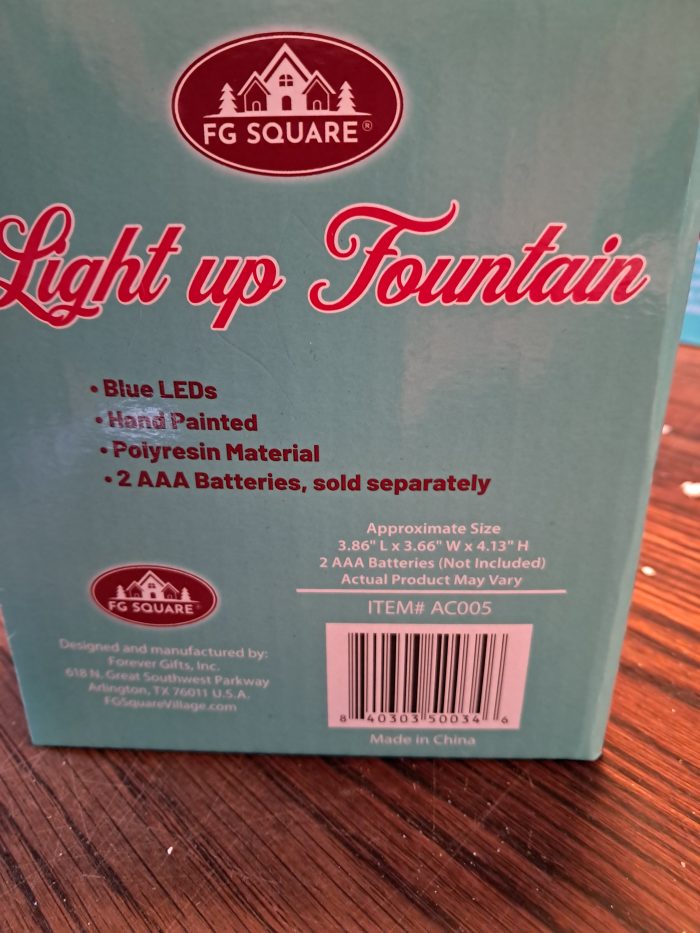 FG SQUARE®
Light up Fountain
• Blue LEDs
• Hand Painted
• Polyresin Material
• 2 AAA Batteries, sold separately
Approximate Size
3.86" L x 3.66" W x 4.13" H
2 AAA Batteries (Not Included)
Actual Product May Vary
ITEM# AC005
FG SQUARE®
Designed and manufactured by:
Forever Gifts, Inc.
618 N. Great Southwest Parkway
Arlington, TX 76011 U.S.A.
FGSquareVillage.com
8 40303 50034 6
Made in China